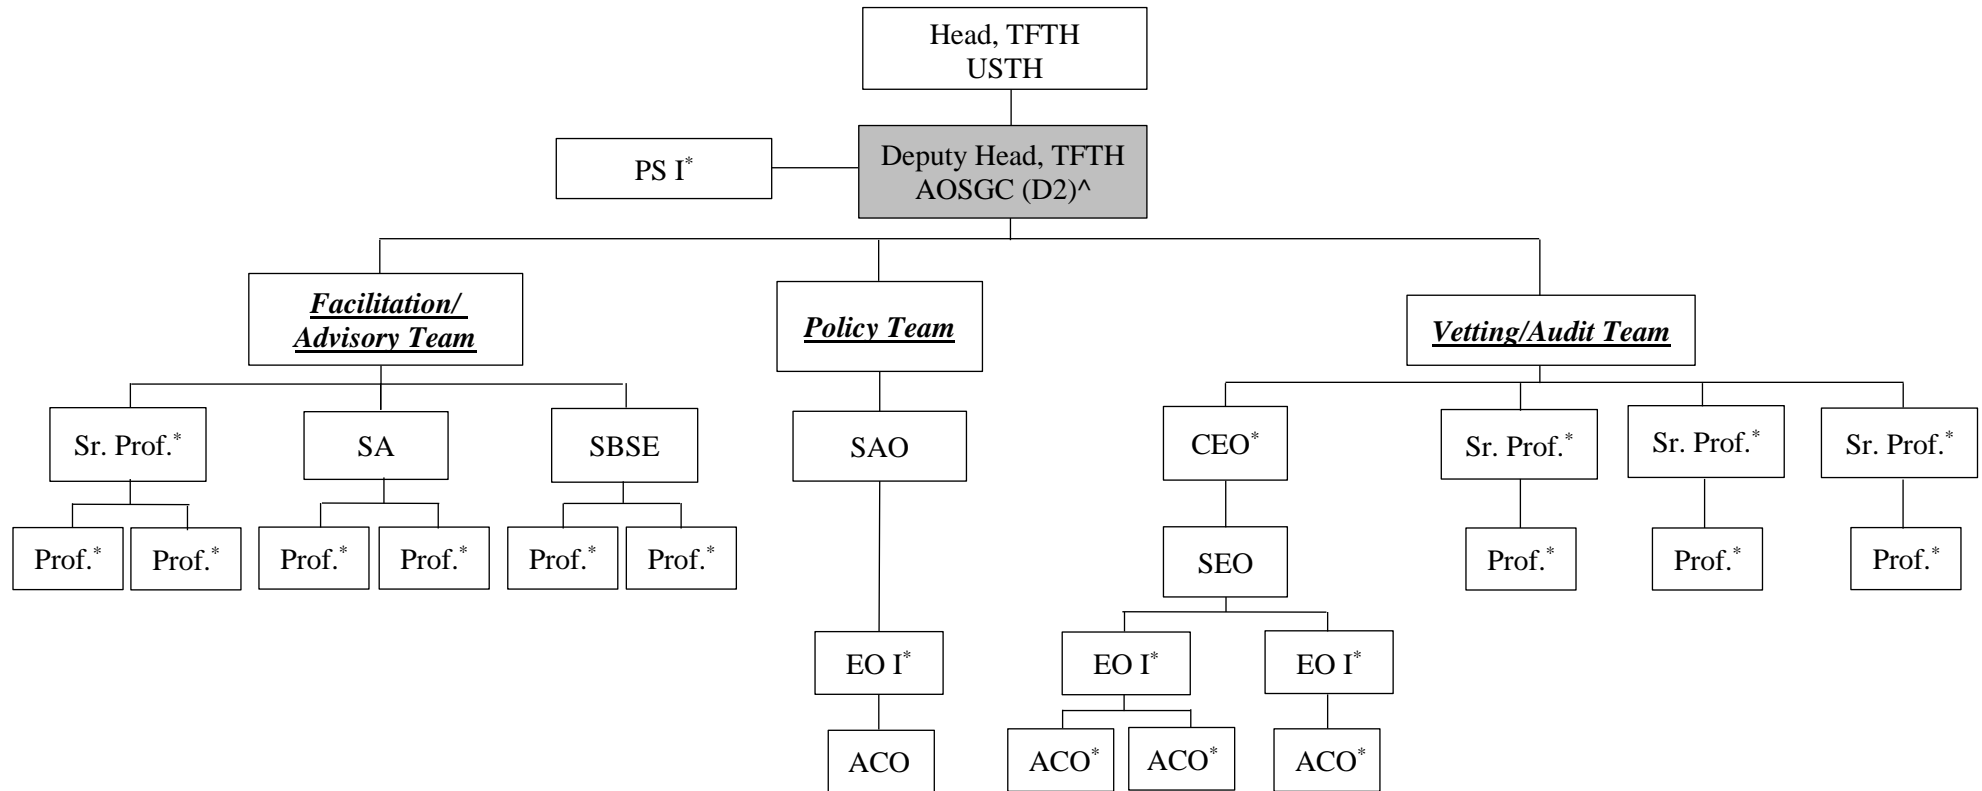 Head, TFTH
USTH
PS I*
Deputy Head, TFTH
AOSGC (D2)^
Facilitation/
Advisory Team
Policy Team
Vetting/Audit Team
Sr. Prof.*
SA
SBSE
SAO
CEO*
Sr. Prof.*
Sr. Prof.*
Sr. Prof.*
Prof.*
Prof.*
Prof.*
Prof.*
Prof.*
Prof.*
SEO
Prof.*
Prof.*
Prof.*
EO I*
EO I*
EO I*
ACO
ACO*
ACO*
ACO*